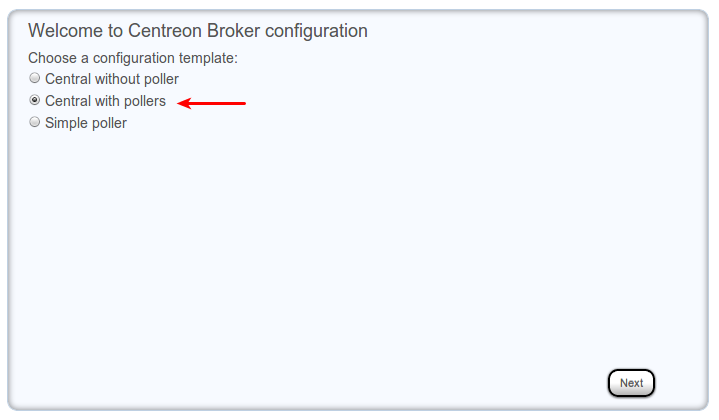 Welcome to Centreon Broker configuration
Choose a configuration template:
Central without poller
Central with pollers
Simple poller
Next